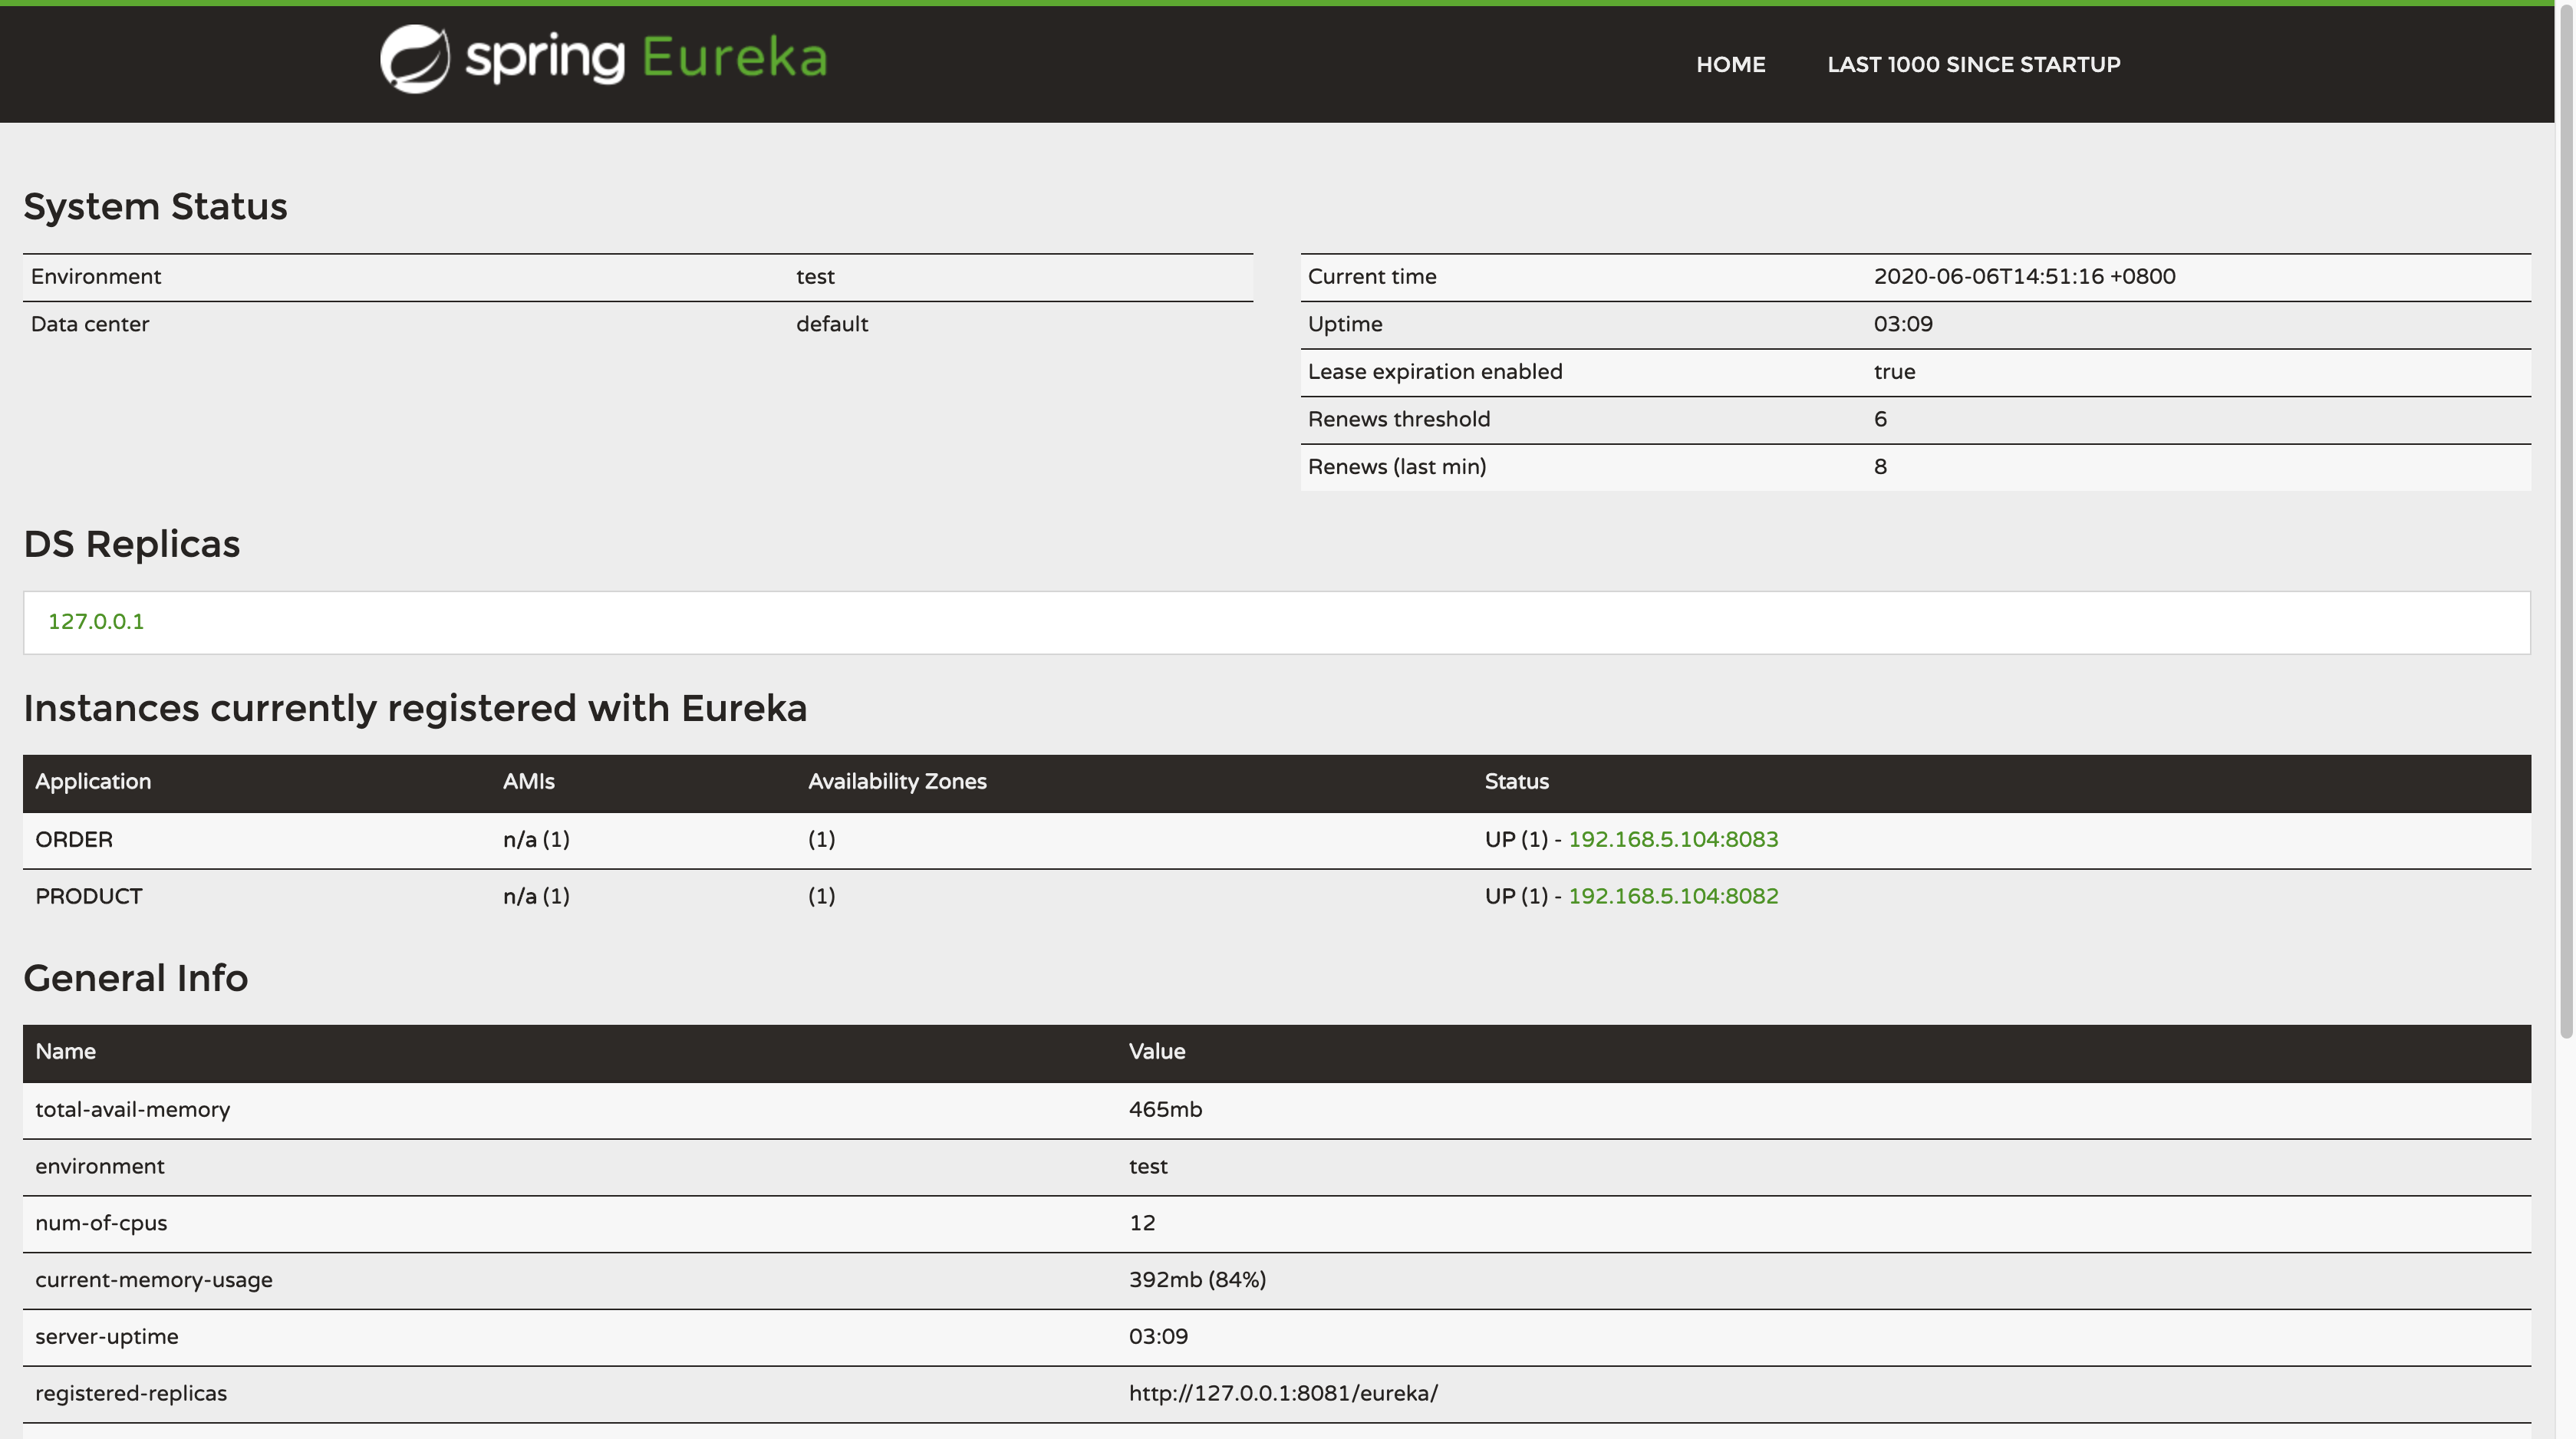 spring Eureka
HOME LAST 1000 SINCE STARTUP
System Status
Environment test
Data center default
Current time 2020-06-06T14:51:16 +0800
Uptime 03:09
Lease expiration enabled true
Renews threshold 6
Renews (last min) 8
DS Replicas
127.0.0.1
Instances currently registered with Eureka
Application AMIs Availability Zones Status
ORDER n/a (1) (1) UP (1) - 192.168.5.104:8083
PRODUCT n/a (1) (1) UP (1) - 192.168.5.104:8082
General Info
Name Value
total-avail-memory 465mb
environment test
num-of-cpus 12
current-memory-usage 392mb (84%)
server-uptime 03:09
registered-replicas http://127.0.0.1:8081/eureka/